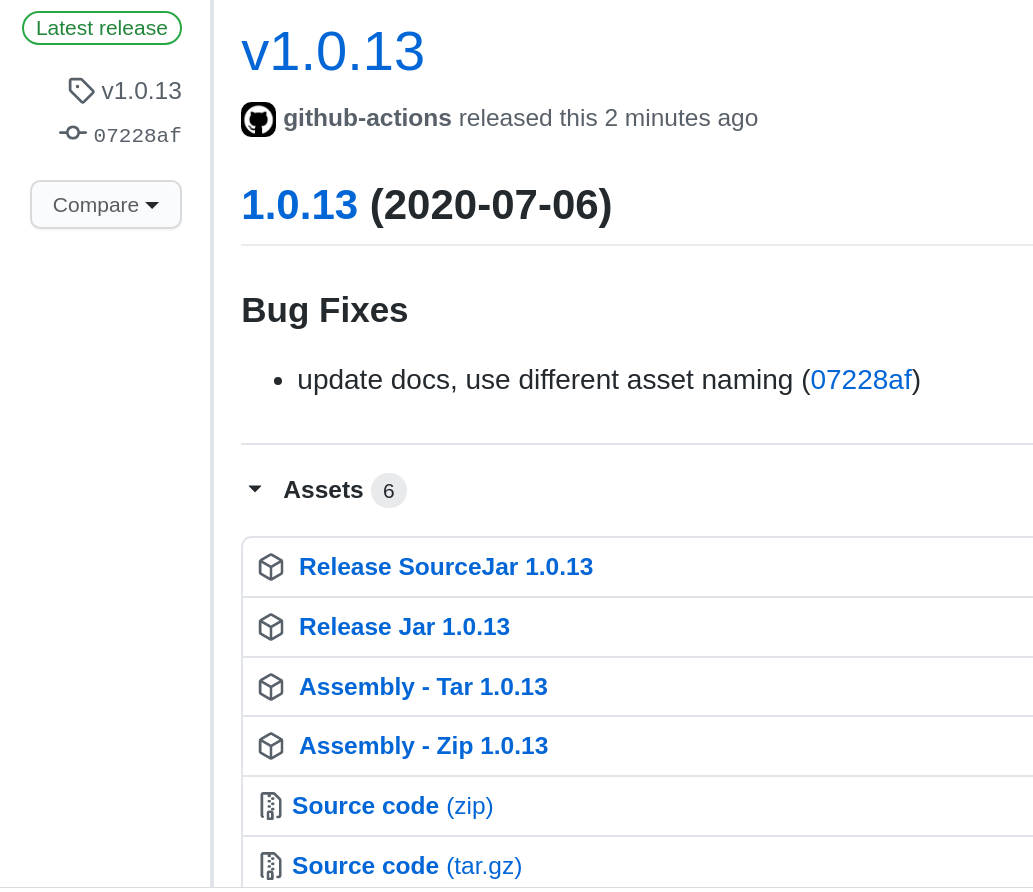 Latest release
v1.0.13
07228af
Compare
v1.0.13
github-actions released this 2 minutes ago
1.0.13 (2020-07-06)
Bug Fixes
update docs, use different asset naming (07228af)
Assets 6
Release SourceJar 1.0.13
Release Jar 1.0.13
Assembly - Tar 1.0.13
Assembly - Zip 1.0.13
Source code (zip)
Source code (tar.gz)